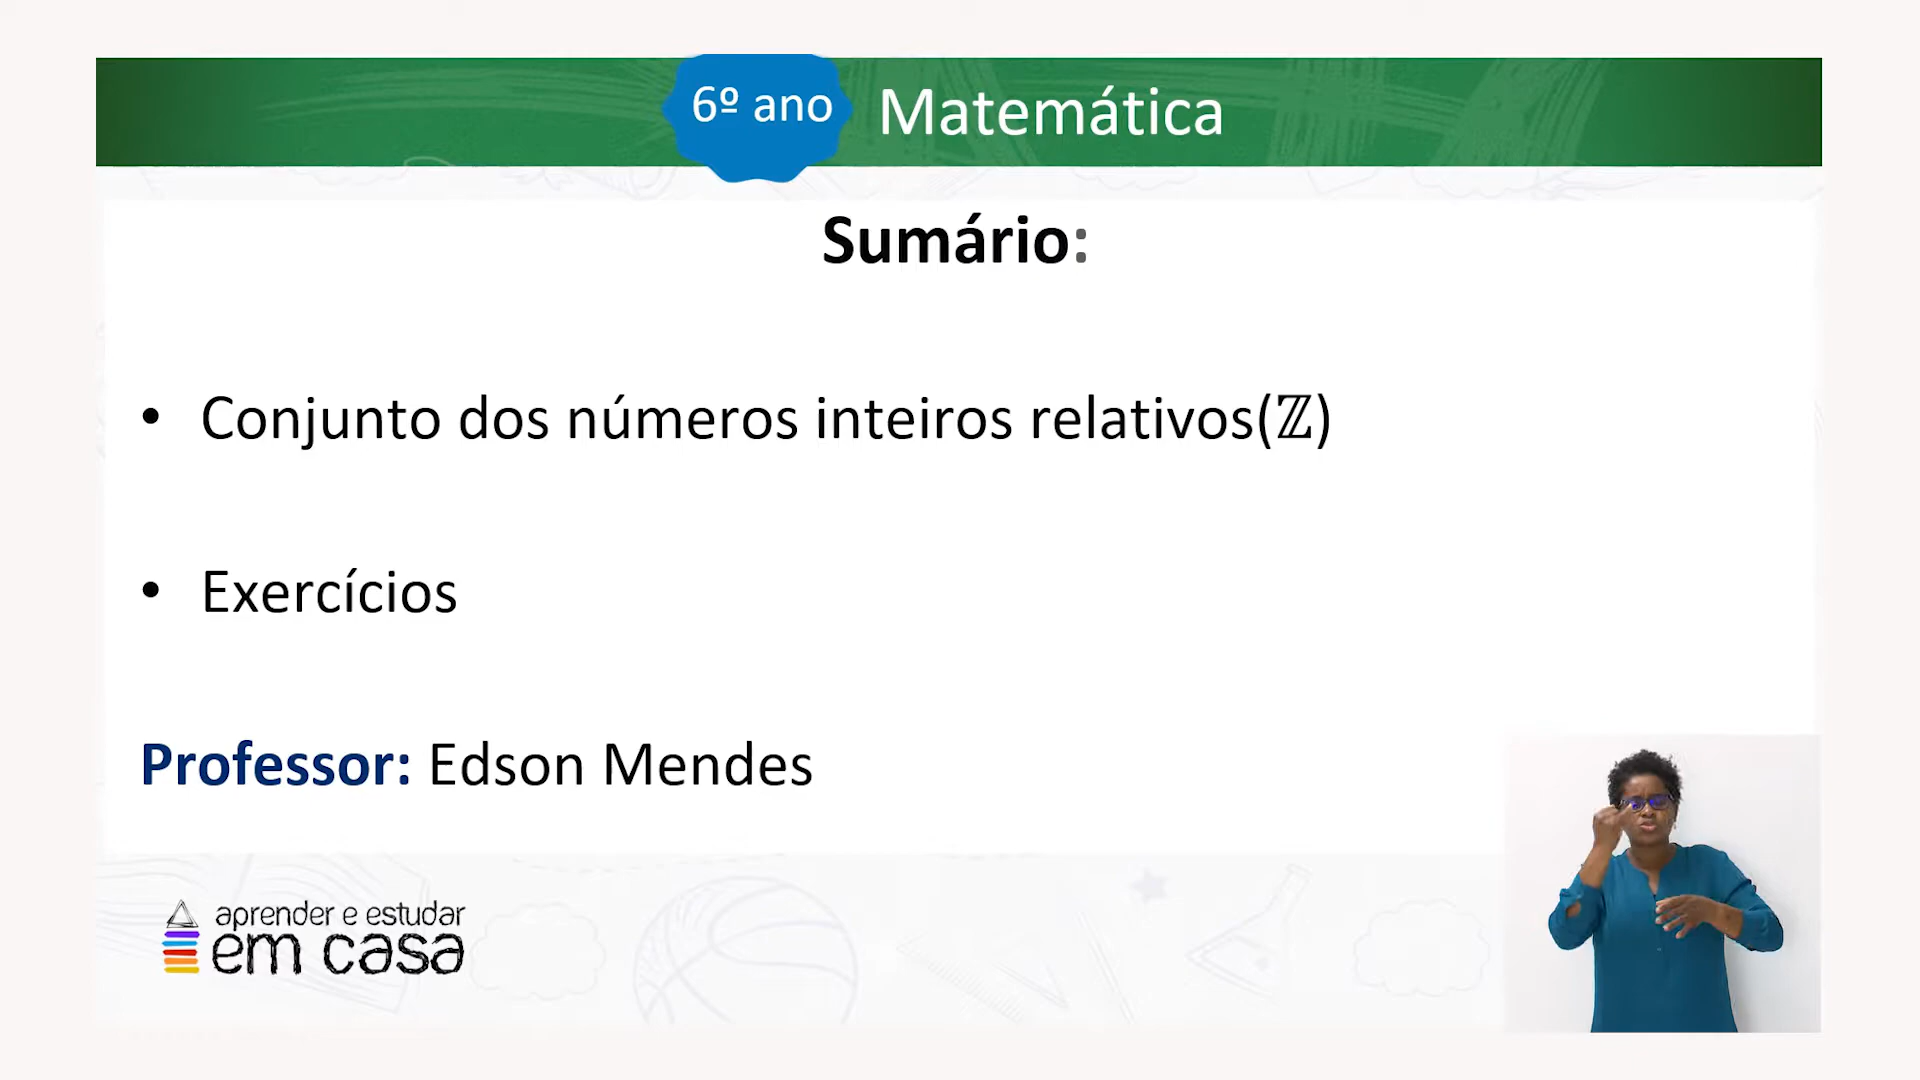 6º ano Matemática
Sumário:
• Conjunto dos números inteiros relativos(ℤ)
• Exercícios
Professor: Edson Mendes
aprender e estudar
em casa